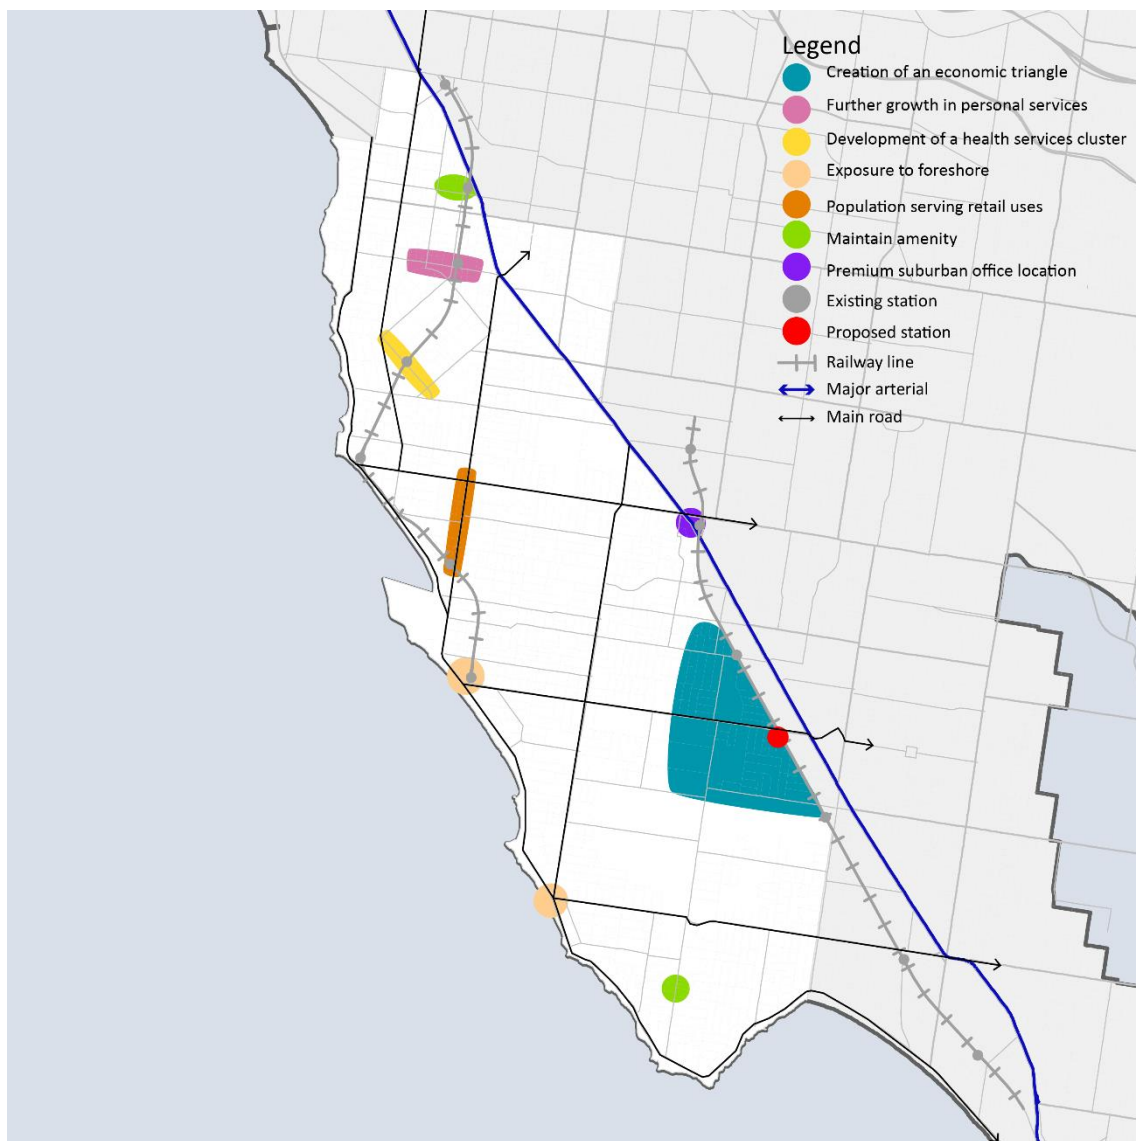 Legend
Creation of an economic triangle
Further growth in personal services
Development of a health services cluster
Exposure to foreshore
Population serving retail uses
Maintain amenity
Premium suburban office location
Existing station
Proposed station
Railway line
Major arterial
Main road